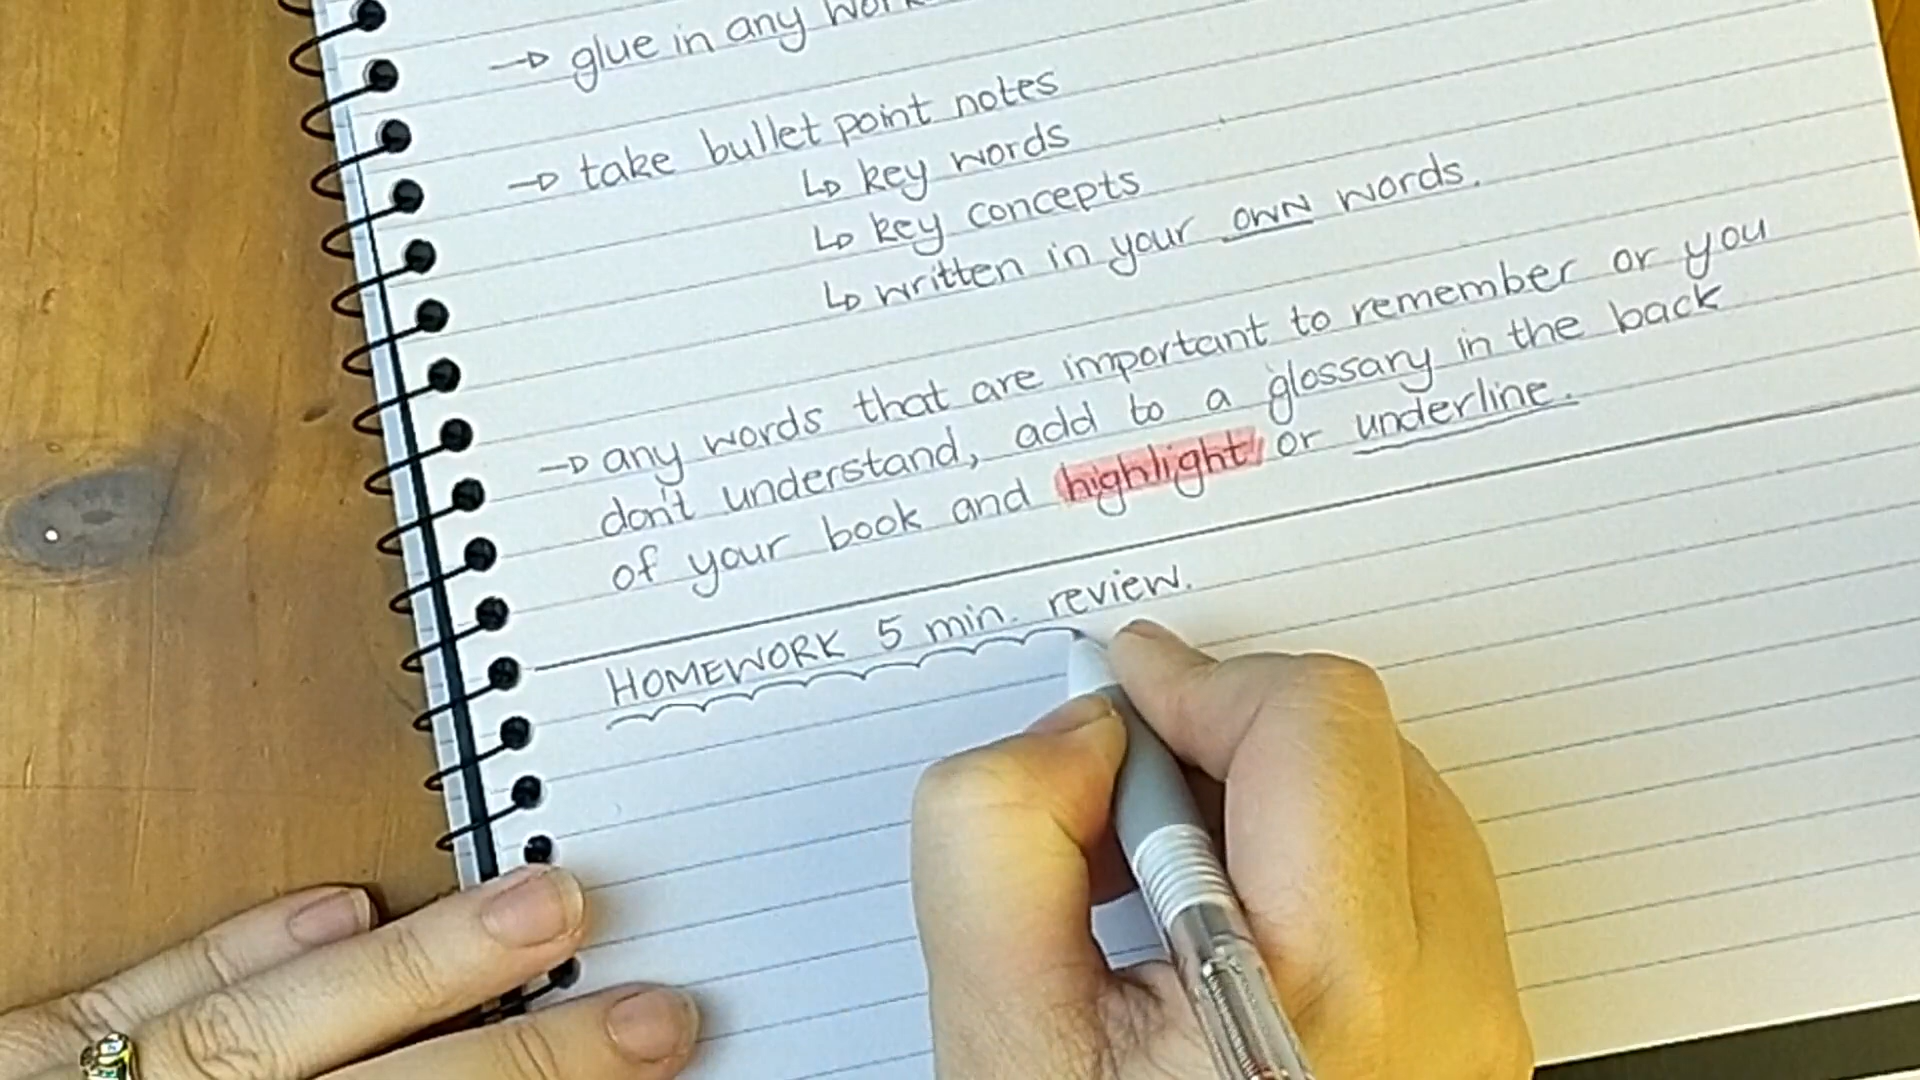 → glue in any
→ take bullet point notes
↳ key words
↳ key concepts
↳ written in your own words.
→ any words that are important to remember or you
don't understand, add to a glossary in the back
of your book and highlight or underline.
HOMEWORK 5 min. review.